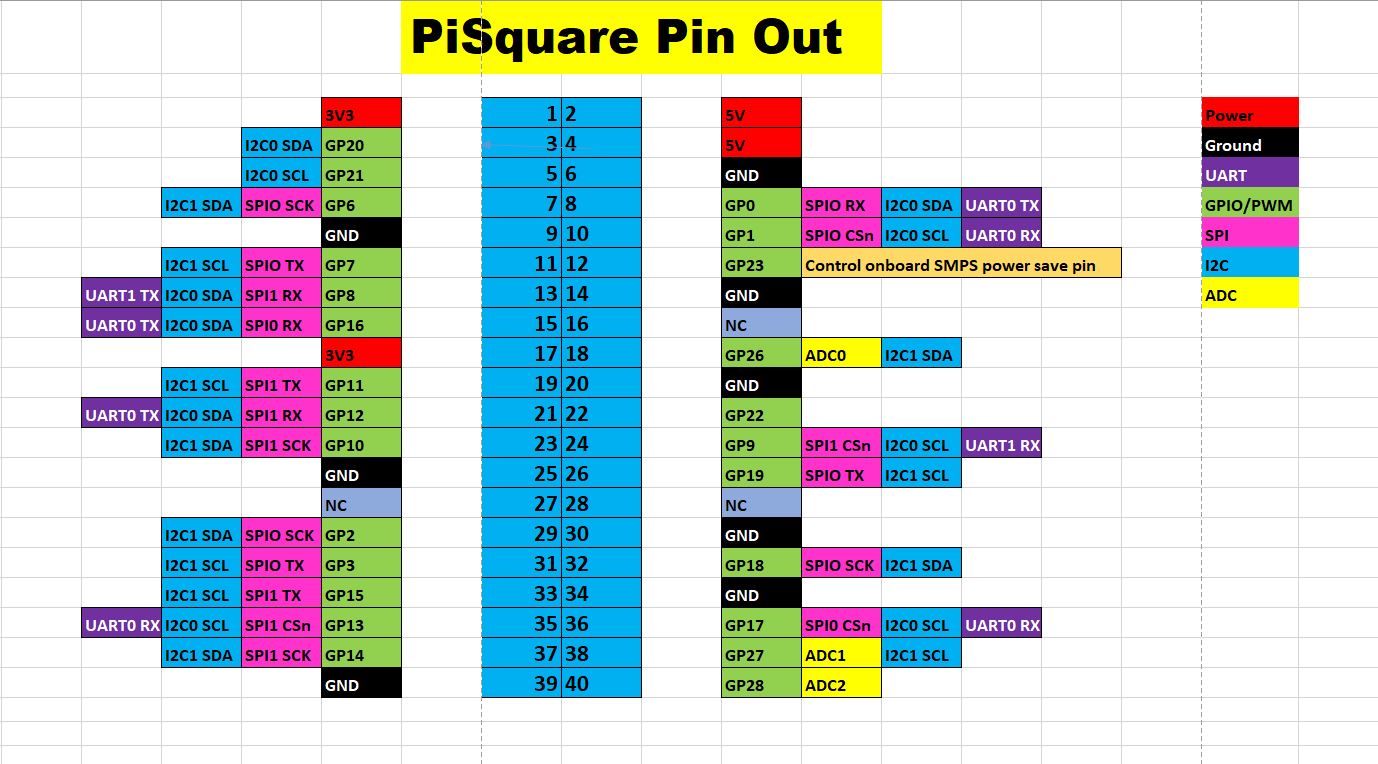 PiSquare Pin Out
3V3 1 2 5V Power
I2C0 SDA GP20 3 4 5V Ground
I2C0 SCL GP21 5 6 GND UART
I2C1 SDA SPIO SCK GP6 7 8 GP0 SPIO RX I2C0 SDA UART0 TX GPIO/PWM
GND 9 10 GP1 SPIO CSn I2C0 SCL UART0 RX SPI
I2C1 SCL SPIO TX GP7 11 12 GP23 Control onboard SMPS power save pin I2C
UART1 TX I2C0 SDA SPI1 RX GP8 13 14 GND ADC
UART0 TX I2C0 SDA SPI0 RX GP16 15 16 NC
3V3 17 18 GP26 ADC0 I2C1 SDA
I2C1 SCL SPI1 TX GP11 19 20 GND
UART0 TX I2C0 SDA SPI1 RX GP12 21 22 GP22
I2C1 SDA SPI1 SCK GP10 23 24 GP9 SPI1 CSn I2C0 SCL UART1 RX
GND 25 26 GP19 SPIO TX I2C1 SCL
NC 27 28 NC
I2C1 SDA SPIO SCK GP2 29 30 GND
I2C1 SCL SPIO TX GP3 31 32 GP18 SPIO SCK I2C1 SDA
I2C1 SCL SPI1 TX GP15 33 34 GND
UART0 RX I2C0 SCL SPI1 CSn GP13 35 36 GP17 SPI0 CSn I2C0 SCL UART0 RX
I2C1 SDA SPI1 SCK GP14 37 38 GP27 ADC1 I2C1 SCL
GND 39 40 GP28 ADC2